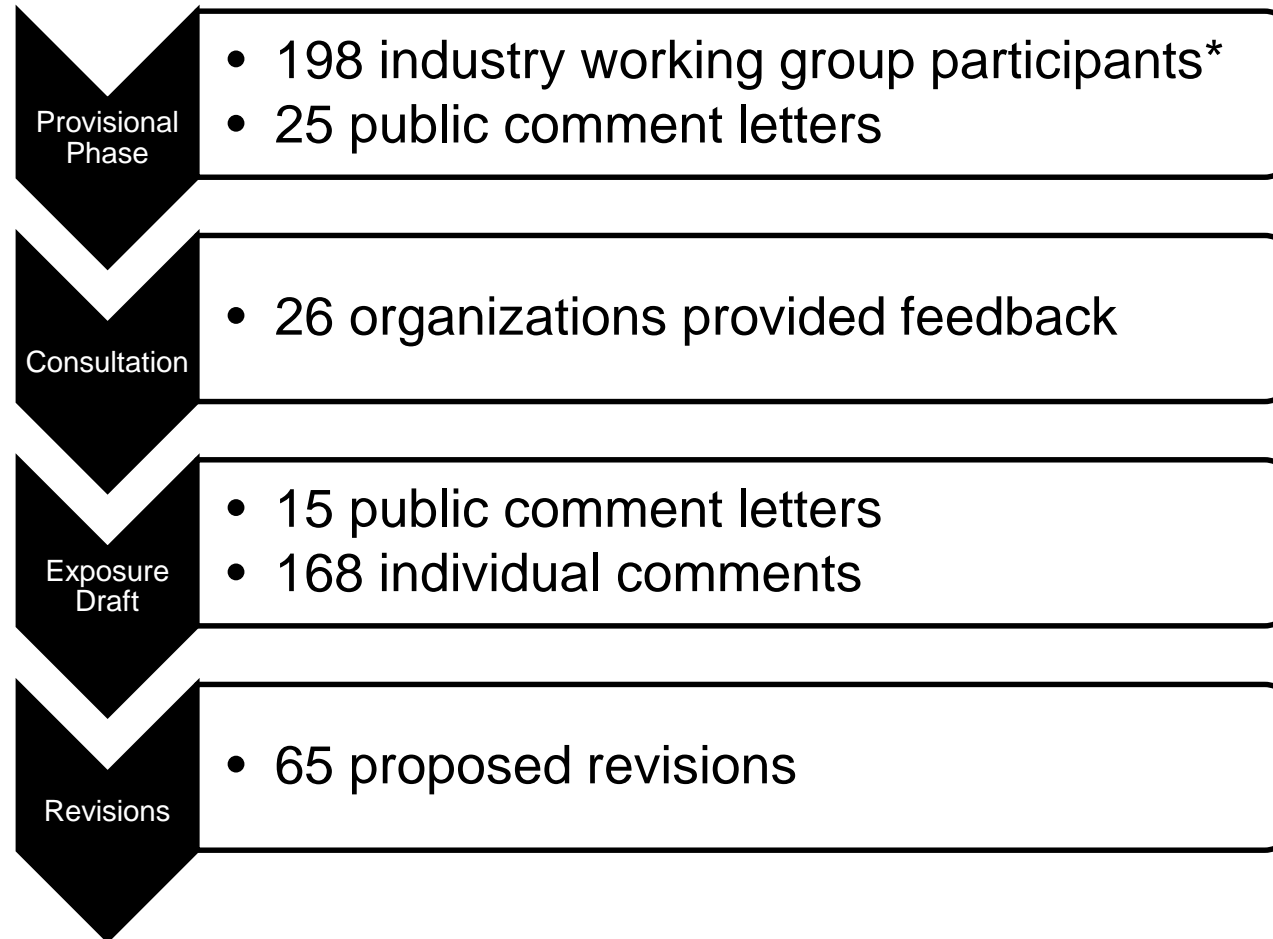 Provisional
Phase
• 198 industry working group participants*
• 25 public comment letters
Consultation
• 26 organizations provided feedback
Exposure
Draft
• 15 public comment letters
• 168 individual comments
Revisions
• 65 proposed revisions